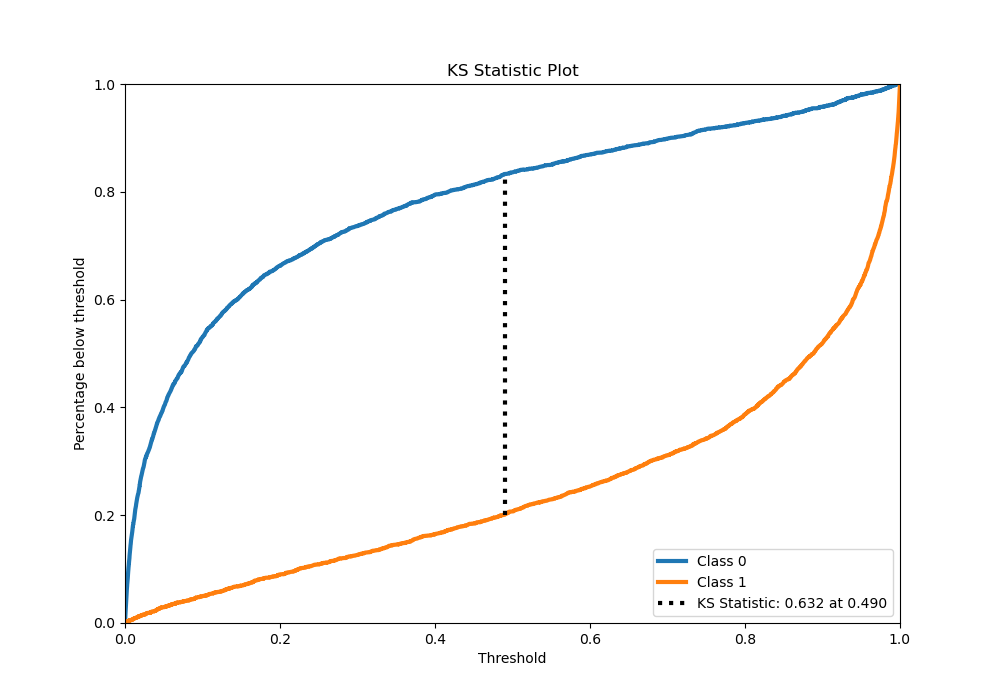 KS Statistic Plot
Percentage below threshold
1.0
0.8
0.6
0.4
0.2
0.0
0.0 0.2 0.4 0.6 0.8 1.0
Threshold
Class 0
Class 1
KS Statistic: 0.632 at 0.490